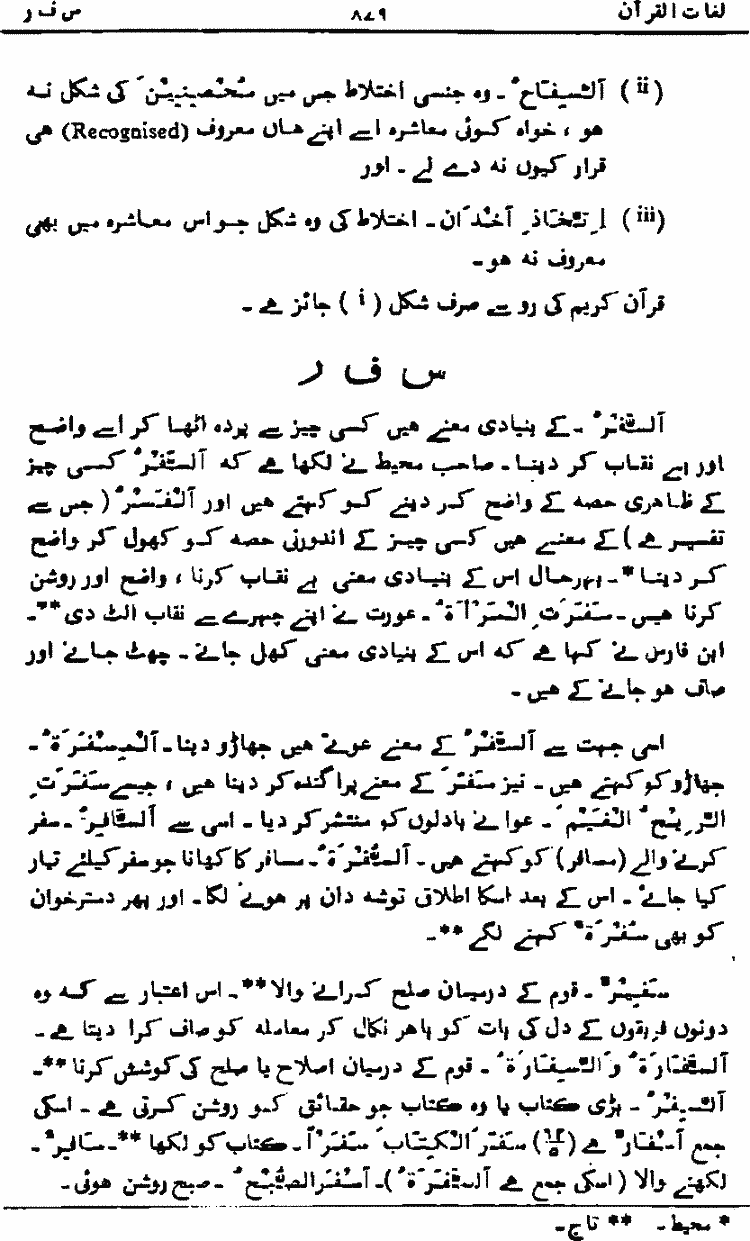 لغات القرآن ۸۷۹ س ف ر
(ii) اَلسِّفَاحُ ۔ وہ جنسی اختلاط جس میں مُحْصِنِیْنَ کی شکل نہ
ہو ، خواہ کوئی معاشرہ اسے اپنے ہاں معروف (Recognised) ہی
قرار کیوں نہ دے لے ۔ اور
(iii) اِتِّخَاذِ اَخْدَان ۔ اختلاط کی وہ شکل جو اس معاشرہ میں بھی
معروف نہ ہو ۔
قرآن کریم کی رو سے صرف شکل (i) جائز ہے ۔
س ف ر
اَلسَّفْرُ ۔ کے بنیادی معنے ہیں کسی چیز سے پردہ اٹھا کر اسے واضح
اور بے نقاب کر دینا ۔ صاحب محیط نے لکھا ہے کہ اَلسَّفْرُ کسی چیز
کے ظاہری حصہ کے واضح کر دینے کو کہتے ہیں اور اَلْفَسْرُ (جس سے
تفسیر ہے) کے معنے ہیں کسی چیز کے اندورنی حصہ کو کھول کر واضح
کر دینا* ۔ بہرحال اس کے بنیادی معنی بے نقاب کرنا ، واضح اور روشن
کرنا ہیں ۔ سَفَرَتِ الْمَرْأَةُ ۔ عورت نے اپنے چہرے سے نقاب الٹ دی** ۔
ابن فارس نے کہا ہے کہ اس کے بنیادی معنی کھل جانے ۔ چھٹ جانے اور
صاف ہو جانے کے ہیں ۔
اسی جہت سے اَلسَّفْرُ کے معنے ہوتے ہیں جھاڑو دینا ۔ اَلْمِسْفَرَةُ ۔
جھاڑو کو کہتے ہیں ۔ نیز سَفَرَ کے معنے پراگندہ کر دینا ہیں ، جیسے سَفَرَتِ
الرِّیْحُ الْغَیْمَ ۔ ہوا نے بادلوں کو منتشر کر دیا ۔ اسی سے اَلسَّافِرُ ۔ سفر
کرنے والے (مسافر) کو کہتے ہیں ۔ اَلسُّفْرَةُ ۔ مسافر کا کھانا جو سفر کیلئے تیار
کیا جائے ۔ اس کے بعد اسکا اطلاق توشہ دان پر ہونے لگا ۔ اور پھر دسترخوان
کو بھی سُفْرَةٌ کہنے لگے** ۔
سَفِیْرٌ ۔ قوم کے درمیان صلح کرانے والا** ۔ اس اعتبار سے کہ وہ
دونوں فریقوں کے دل کی بات کو باہر نکال کر معاملہ کو صاف کرا دیتا ہے ۔
اَلسَّفَارَةُ وَ السِّفَارَةُ ۔ قوم کے درمیان اصلاح یا صلح کی کوشش کرنا** ۔
اَلسِّفْرُ ۔ بڑی کتاب یا وہ کتاب جو حقائق کو روشن کرتی ہے ۔ اسکی
جمع اَسْفَارٌ ہے ۔ سَفَرَ الْکِتَابَ سَفْرًا ۔ کتاب کو لکھا** ۔ سَافِرٌ ۔
لکھنے والا (اسکی جمع ہے اَلسَّفَرَةُ) ۔ اَسْفَرَ الصُّبْحُ ۔ صبح روشن ہوئی ۔
* محیط ۔ ** تاج ۔